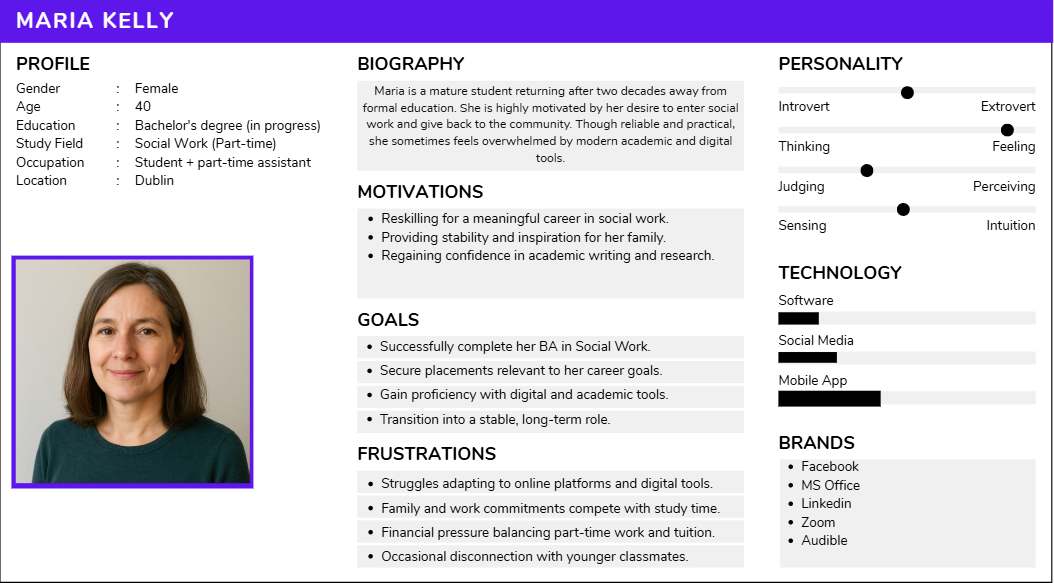 MARIA KELLY
PROFILE
Gender : Female
Age : 40
Education : Bachelor's degree (in progress)
Study Field : Social Work (Part-time)
Occupation : Student + part-time assistant
Location : Dublin
BIOGRAPHY
Maria is a mature student returning after two decades away from
formal education. She is highly motivated by her desire to enter social
work and give back to the community. Though reliable and practical,
she sometimes feels overwhelmed by modern academic and digital
tools.
MOTIVATIONS
• Reskilling for a meaningful career in social work.
• Providing stability and inspiration for her family.
• Regaining confidence in academic writing and research.
GOALS
• Successfully complete her BA in Social Work.
• Secure placements relevant to her career goals.
• Gain proficiency with digital and academic tools.
• Transition into a stable, long-term role.
FRUSTRATIONS
• Struggles adapting to online platforms and digital tools.
• Family and work commitments compete with study time.
• Financial pressure balancing part-time work and tuition.
• Occasional disconnection with younger classmates.
PERSONALITY
Introvert Extrovert
Thinking Feeling
Judging Perceiving
Sensing Intuition
TECHNOLOGY
Software
Social Media
Mobile App
BRANDS
• Facebook
• MS Office
• Linkedin
• Zoom
• Audible